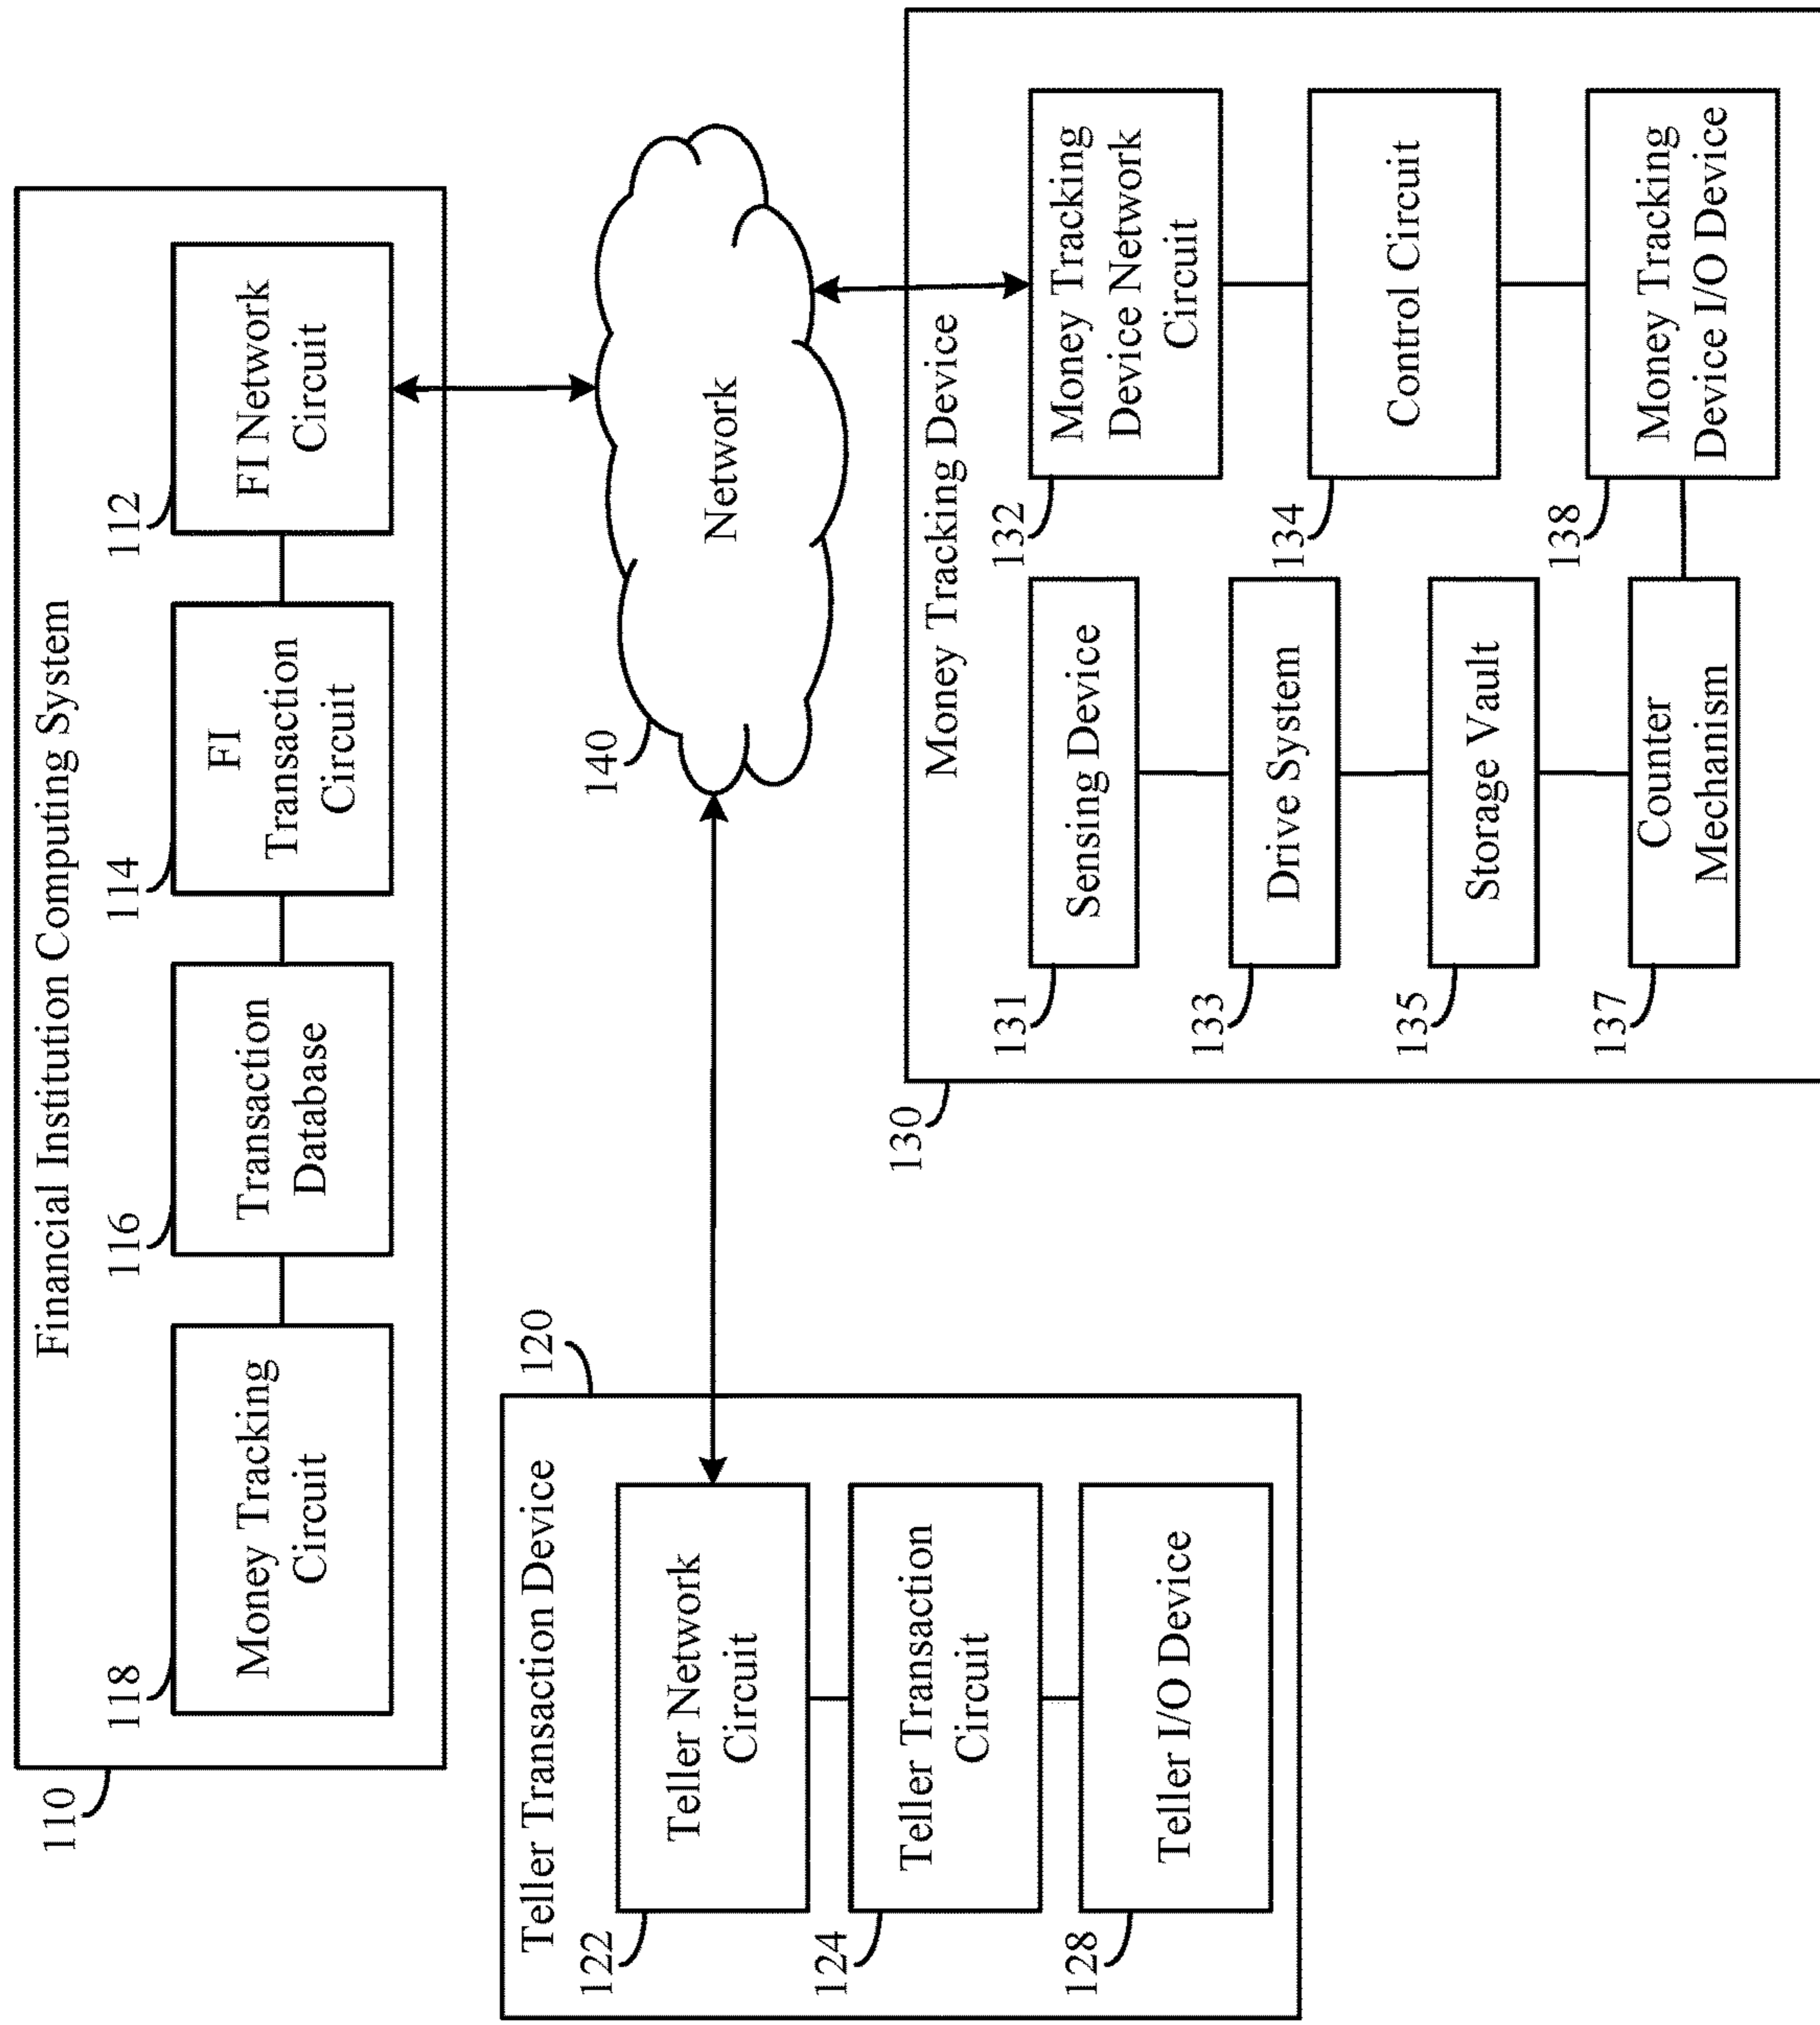 110
Financial Institution Computing System
118
Money Tracking
Circuit
116
Transaction
Database
114
FI
Transaction
Circuit
112
FI Network
Circuit
120
Teller Transaction Device
122
Teller Network
Circuit
124
Teller Transaction
Circuit
128
Teller I/O Device
140
Network
130
Money Tracking Device
131
Sensing Device
133
Drive System
135
Storage Vault
137
Counter
Mechanism
132
Money Tracking
Device Network
Circuit
134
Control Circuit
138
Money Tracking
Device I/O Device